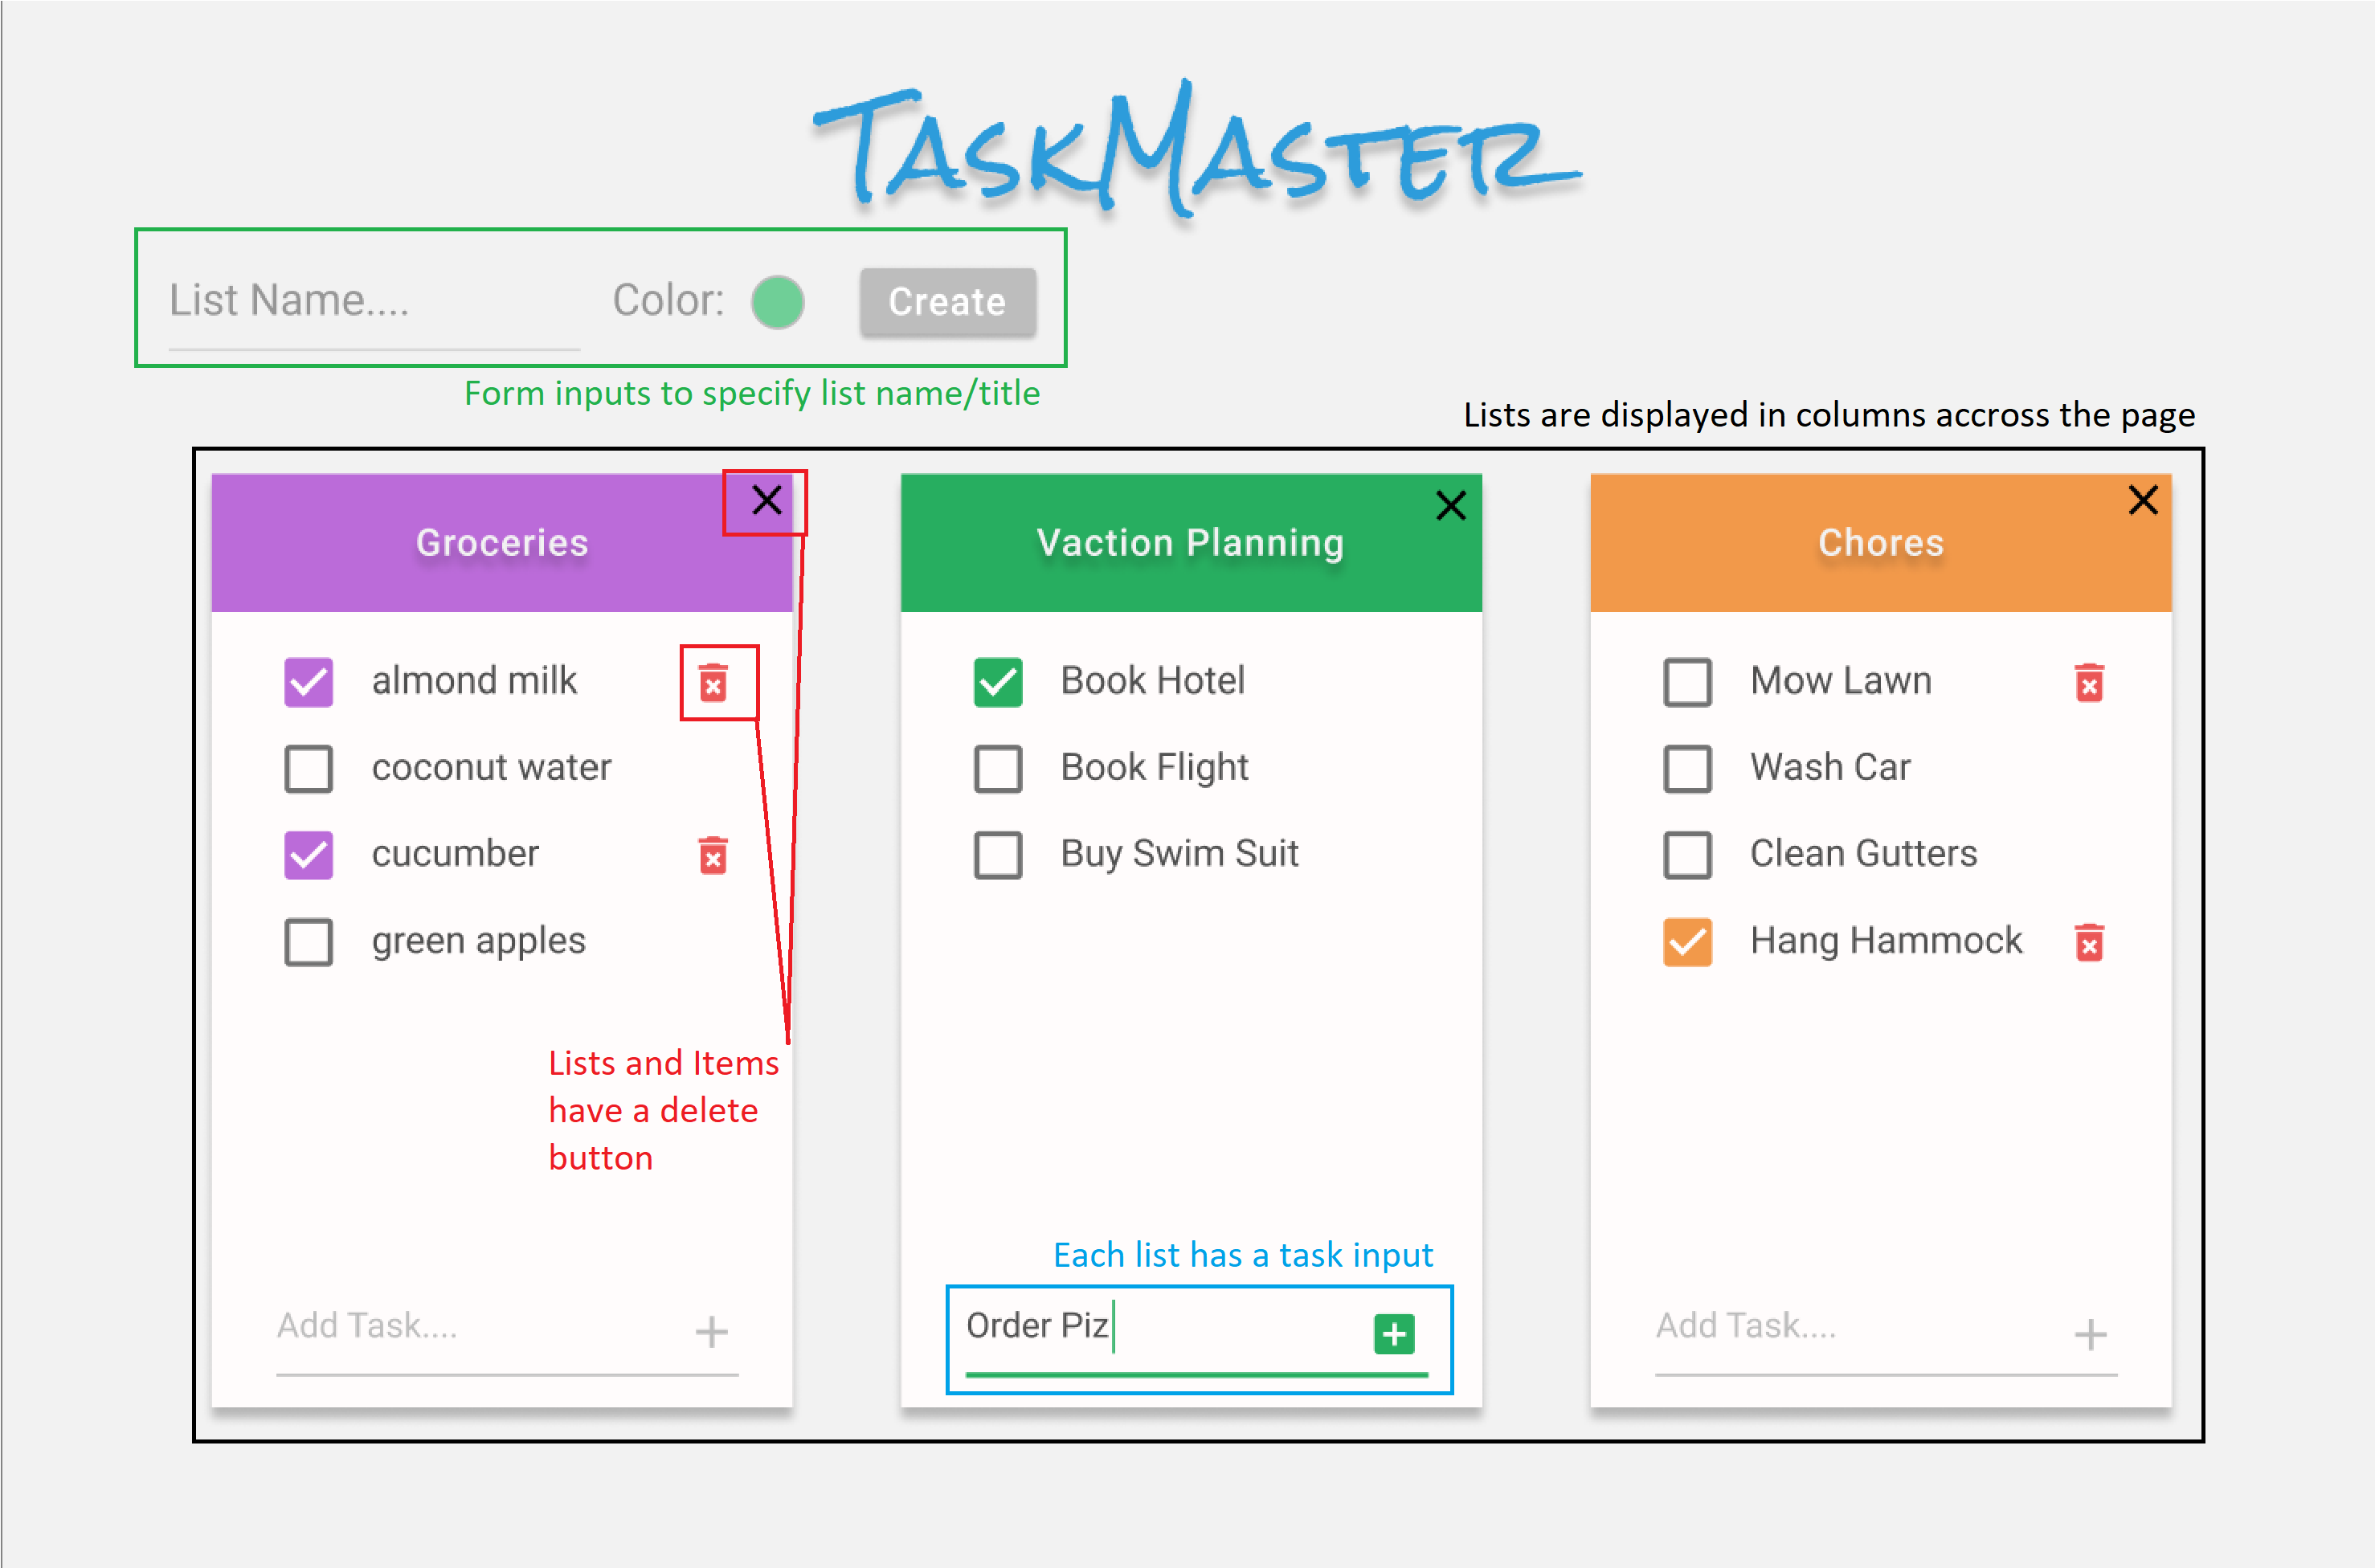 TaskMaster
List Name.... Color: Create
Form inputs to specify list name/title
Lists are displayed in columns accross the page
Groceries
almond milk
coconut water
cucumber
green apples
Lists and Items
have a delete
button
Add Task....
Vaction Planning
Book Hotel
Book Flight
Buy Swim Suit
Each list has a task input
Order Piz
Chores
Mow Lawn
Wash Car
Clean Gutters
Hang Hammock
Add Task....